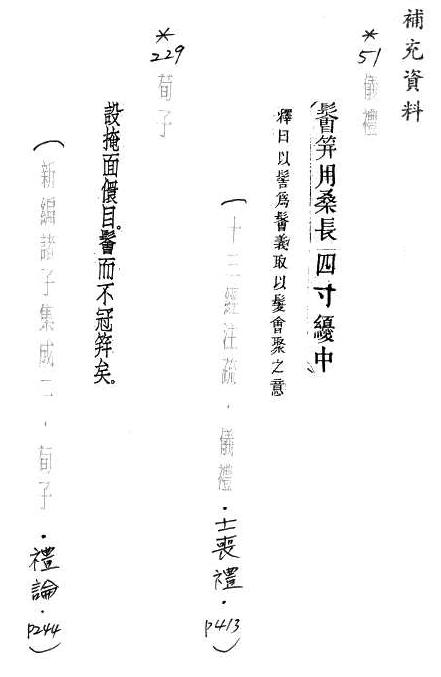 補充資料
*51 儀禮
鬠笄用桑長四寸纋中
釋曰以髻爲鬠義取以髮會聚之意
(十三經注疏．儀禮．士喪禮．p413)
*229 荀子
設掩面儇目。鬠而不冠笄矣。
(新編諸子集成二．荀子．禮論．p244)